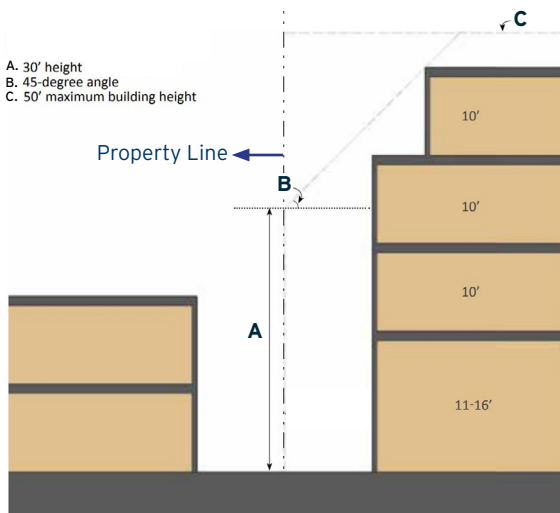 C
A. 30′ height
B. 45-degree angle
C. 50′ maximum building height
10′
Property Line
B
10′
10′
A
11-16′